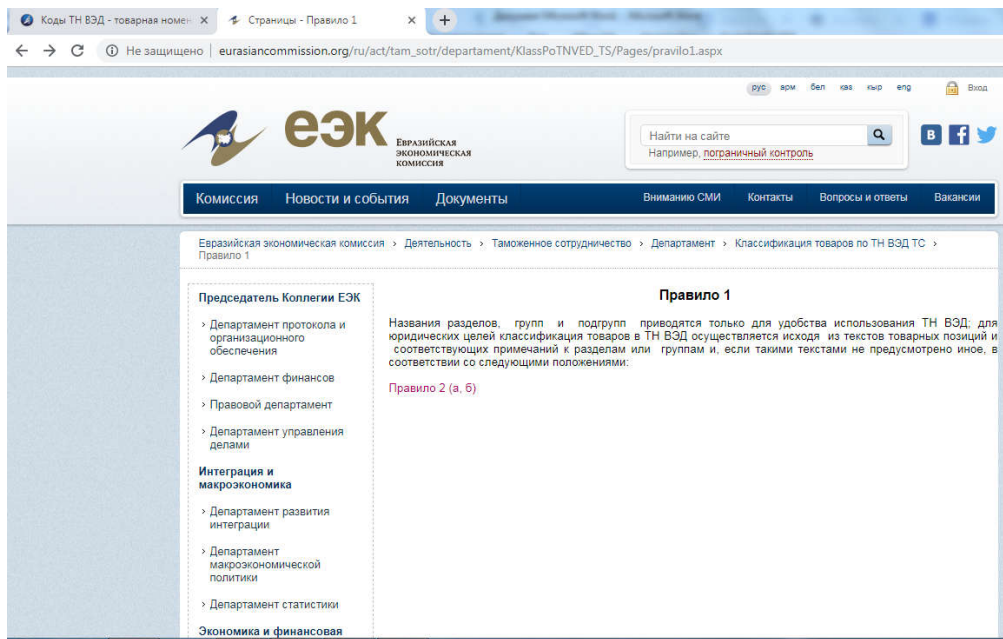 Коды ТН ВЭД - товарная номен
Страницы - Правило 1
Не защищено | eurasiancommission.org/ru/act/tam_sotr/departament/KlassPoTNVED_TS/Pages/pravilo1.aspx
рус арм бел каз кыр eng Вход
еэк
Евразийская
экономическая
комиссия
Найти на сайте
Например, пограничный контроль
Комиссия Новости и события Документы Вниманию СМИ Контакты Вопросы и ответы Вакансии
Евразийская экономическая комиссия › Деятельность › Таможенное сотрудничество › Департамент › Классификация товаров по ТН ВЭД ТС ›
Правило 1
Председатель Коллегии ЕЭК
› Департамент протокола и
организационного
обеспечения
› Департамент финансов
› Правовой департамент
› Департамент управления
делами
Интеграция и
макроэкономика
› Департамент развития
интеграции
› Департамент
макроэкономической
политики
› Департамент статистики
Экономика и финансовая
Правило 1
Названия разделов, групп и подгрупп приводятся только для удобства использования ТН ВЭД; для
юридических целей классификация товаров в ТН ВЭД осуществляется исходя из текстов товарных позиций и
соответствующих примечаний к разделам или группам и, если такими текстами не предусмотрено иное, в
соответствии со следующими положениями:
Правило 2 (а, б)